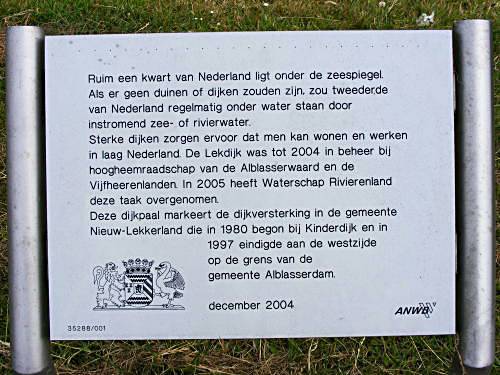 Ruim een kwart van Nederland ligt onder de zeespiegel.
Als er geen duinen of dijken zouden zijn, zou tweederde
van Nederland regelmatig onder water staan door
instromend zee- of rivierwater.
Sterke dijken zorgen ervoor dat men kan wonen en werken
in laag Nederland. De Lekdijk was tot 2004 in beheer bij
hoogheemraadschap van de Alblasserwaard en de
Vijfheerenlanden. In 2005 heeft Waterschap Rivierenland
deze taak overgenomen.
Deze dijkpaal markeert de dijkversterking in de gemeente
Nieuw-Lekkerland die in 1980 begon bij Kinderdijk en in
1997 eindigde aan de westzijde
op de grens van de
gemeente Alblasserdam.
december 2004
35288/001
ANWB